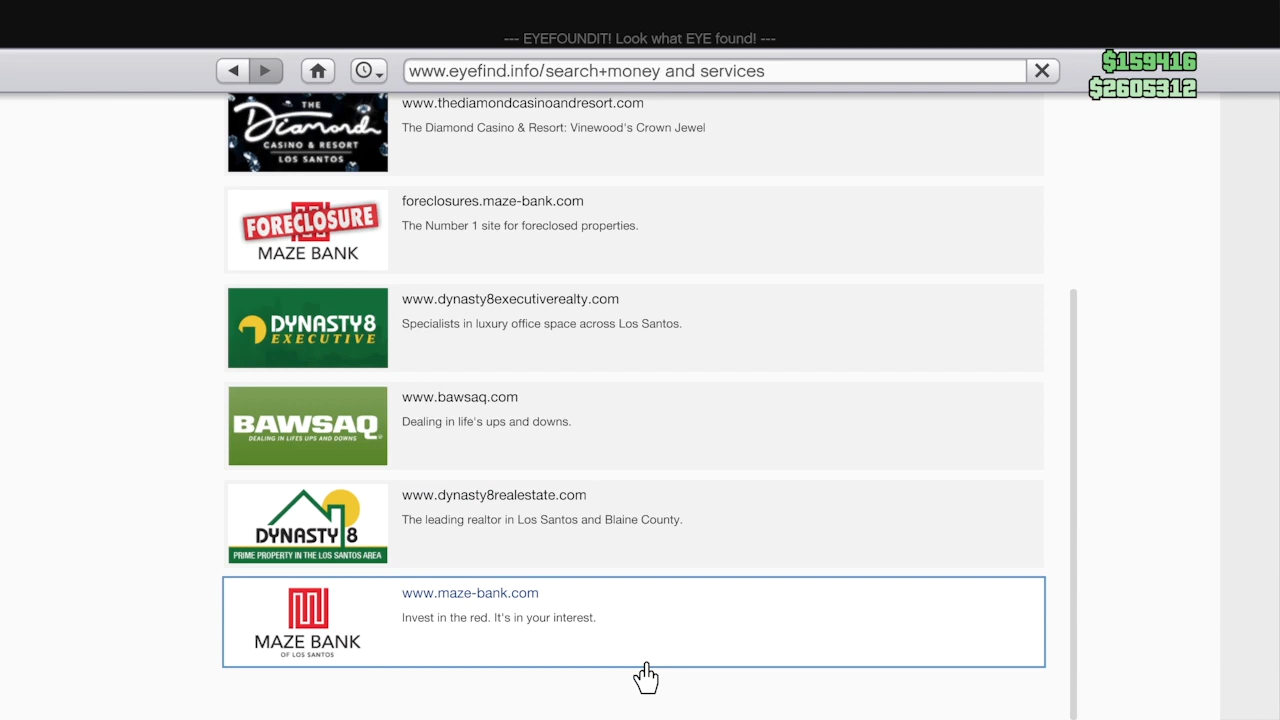 --- EYEFOUNDIT! Look what EYE found! ---
www.eyefind.info/search+money and services
$159416
$2605312
THE
Diamond
CASINO & RESORT
LOS SANTOS
www.thediamondcasinoandresort.com
The Diamond Casino & Resort: Vinewood's Crown Jewel
FORECLOSURE
MAZE BANK
foreclosures.maze-bank.com
The Number 1 site for foreclosed properties.
DYNASTY8
EXECUTIVE
www.dynasty8executiverealty.com
Specialists in luxury office space across Los Santos.
BAWSAQ
DEALING IN LIFES UPS AND DOWNS
www.bawsaq.com
Dealing in life's ups and downs.
DYNASTY 8
PRIME PROPERTY IN THE LOS SANTOS AREA
www.dynasty8realestate.com
The leading realtor in Los Santos and Blaine County.
MAZE BANK
OF LOS SANTOS
www.maze-bank.com
Invest in the red. It's in your interest.